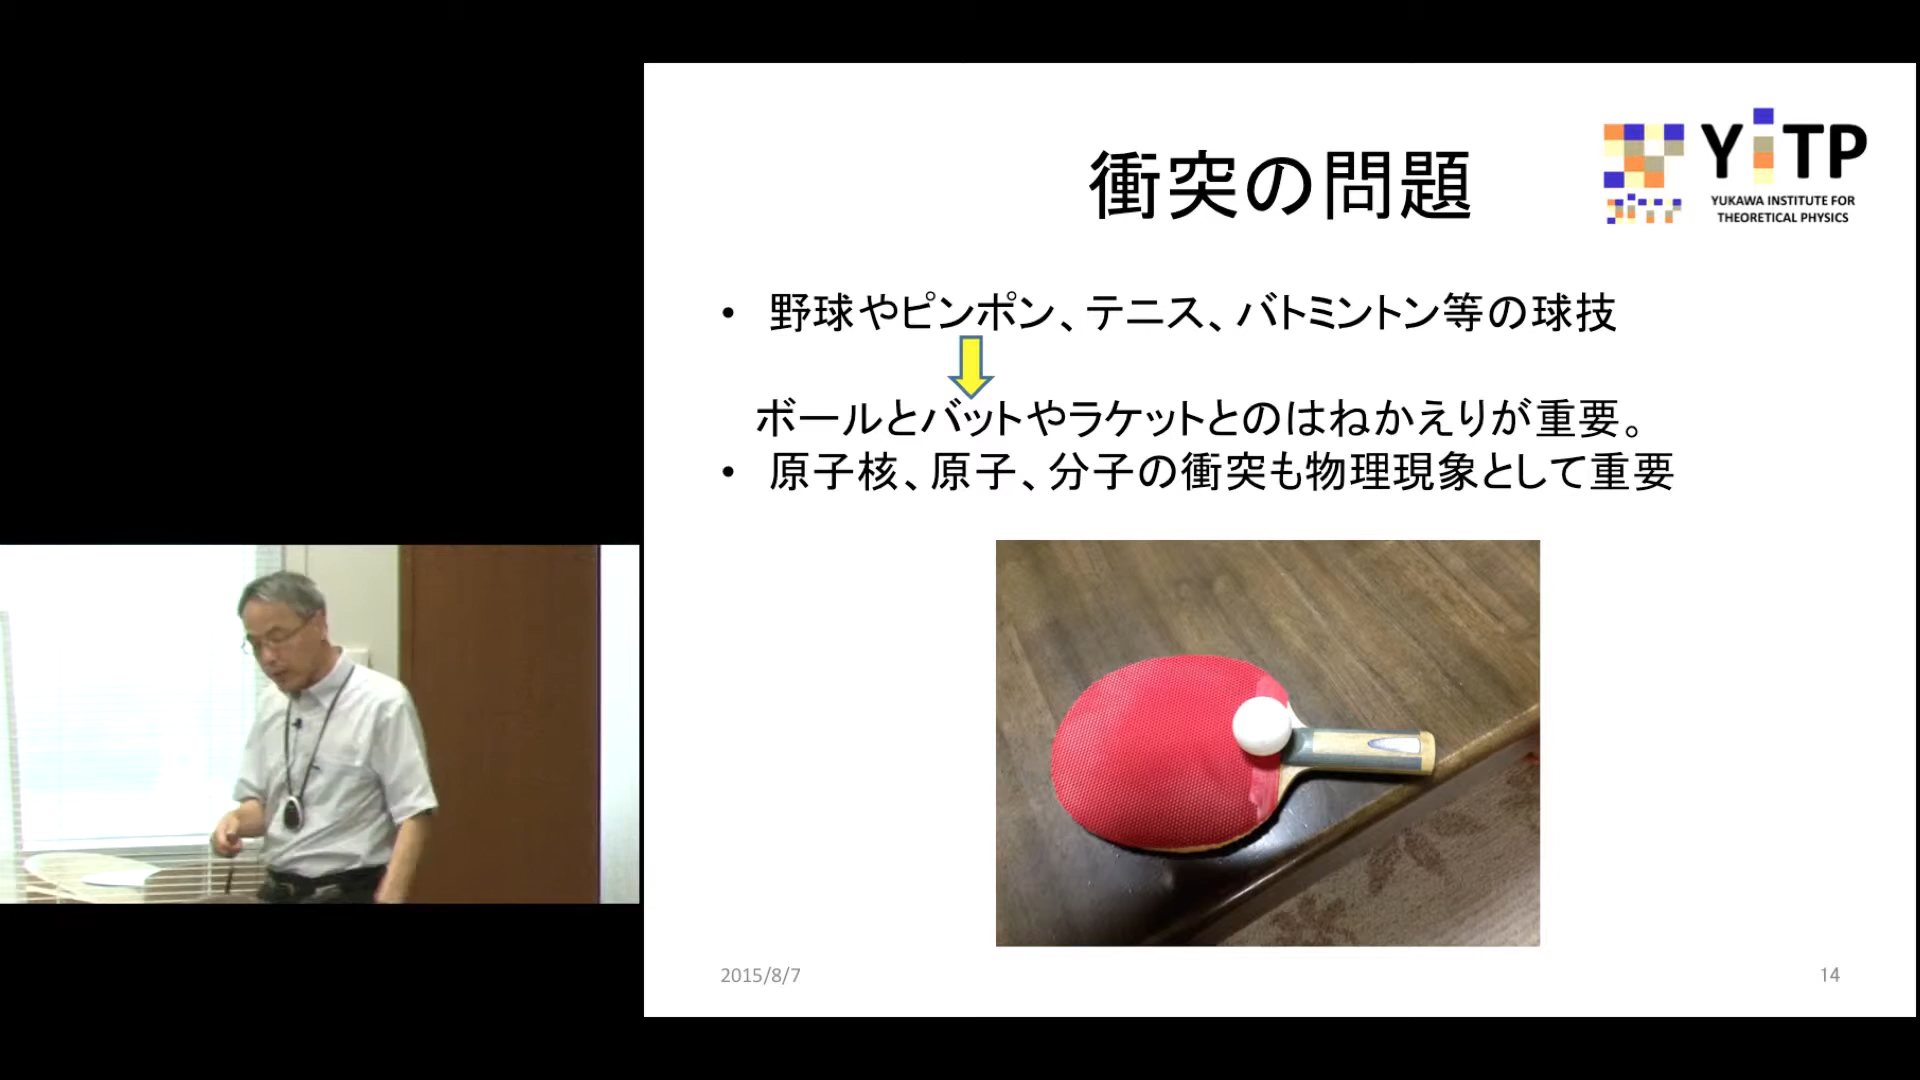 衝突の問題
YiTP
YUKAWA INSTITUTE FOR
THEORETICAL PHYSICS
• 野球やピンポン、テニス、バトミントン等の球技
ボールとバットやラケットとのはねかえりが重要。
• 原子核、原子、分子の衝突も物理現象として重要
2015/8/7
14